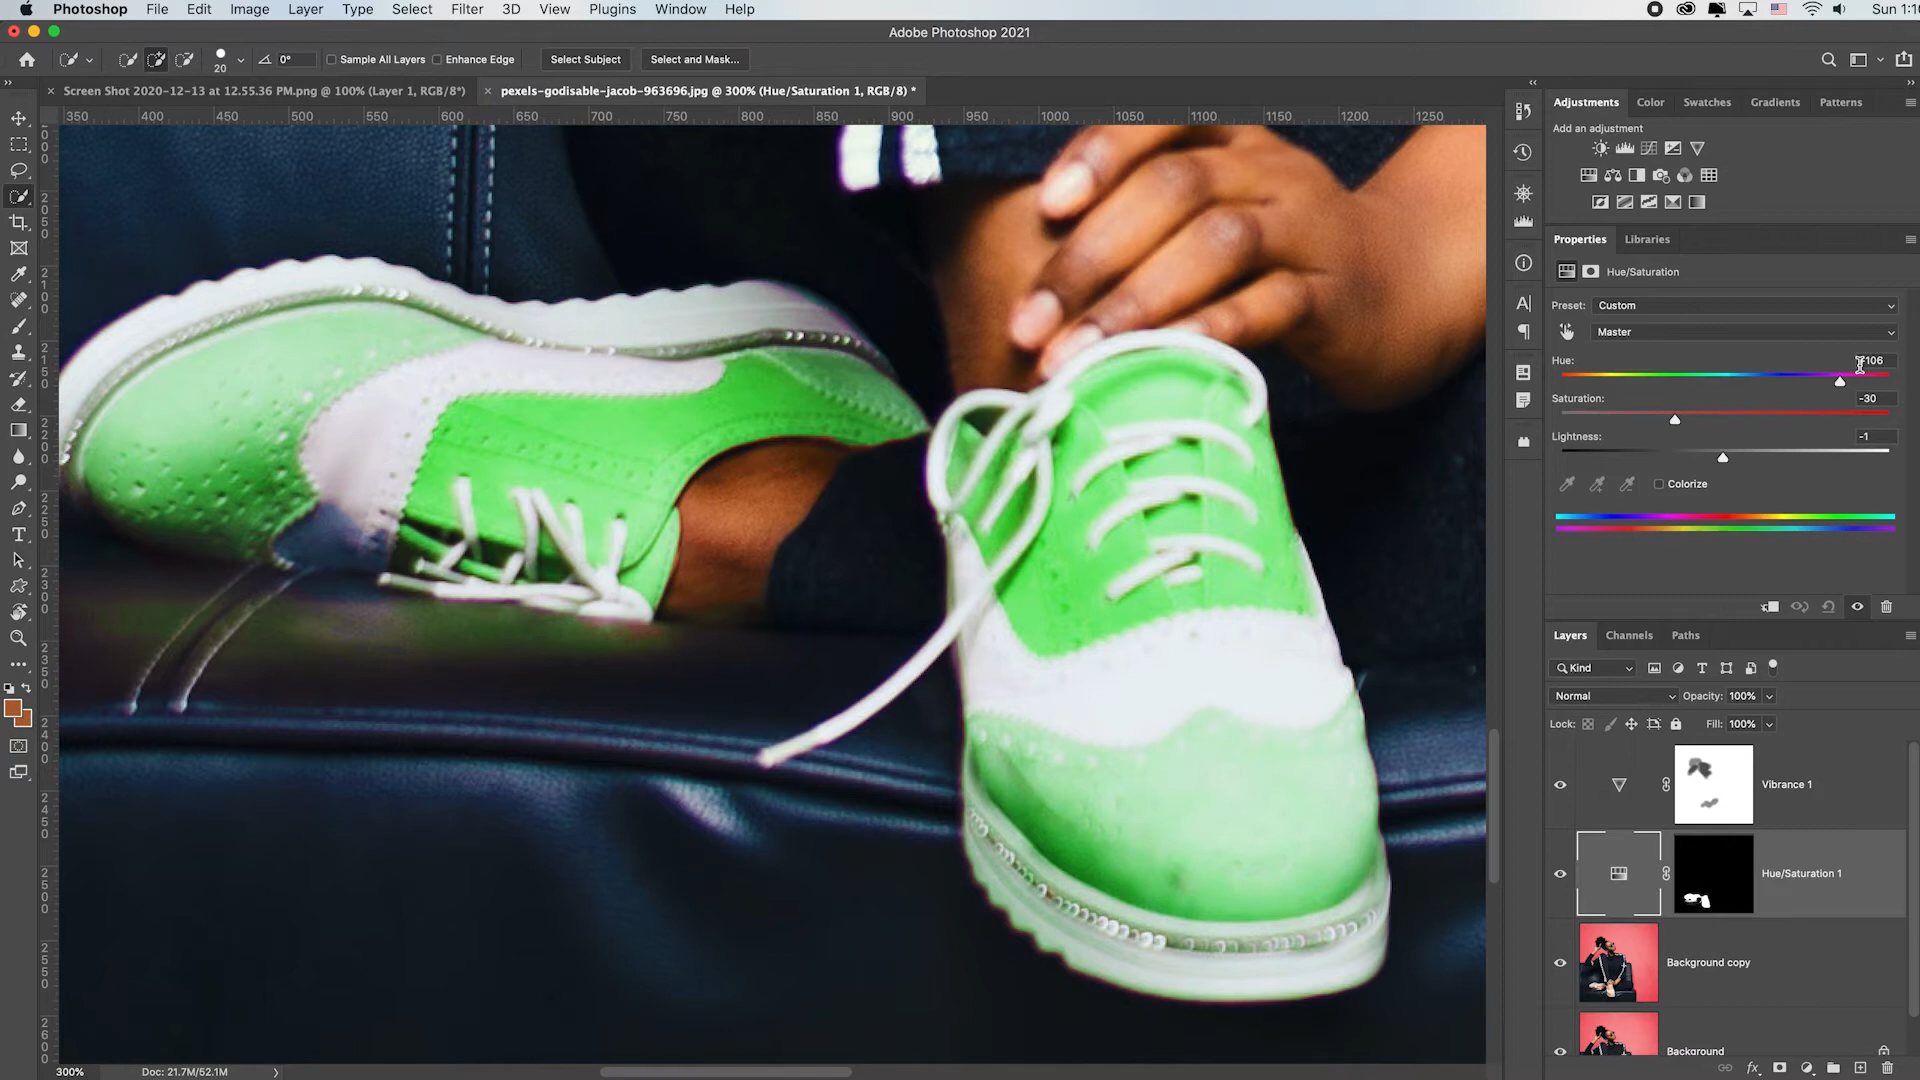 Photoshop File Edit Image Layer Type Select Filter 3D View Plugins Window Help Sun 1:10
Adobe Photoshop 2021
20 0° Sample All Layers Enhance Edge Select Subject Select and Mask...
Screen Shot 2020-12-13 at 12.55.36 PM.png @ 100% (Layer 1, RGB/8*) pexels-godisable-jacob-963696.jpg @ 300% (Hue/Saturation 1, RGB/8) *
350 400 450 500 550 600 650 700 750 800 850 900 950 1000 1050 1100 1150 1200 1250
Adjustments Color Swatches Gradients Patterns
Add an adjustment
Properties Libraries
Hue/Saturation
Preset: Custom
Master
Hue: +106
Saturation: -30
Lightness: -1
Colorize
Layers Channels Paths
Kind
Normal Opacity: 100%
Lock: Fill: 100%
Vibrance 1
Hue/Saturation 1
Background copy
Background
300% Doc: 21.7M/52.1M